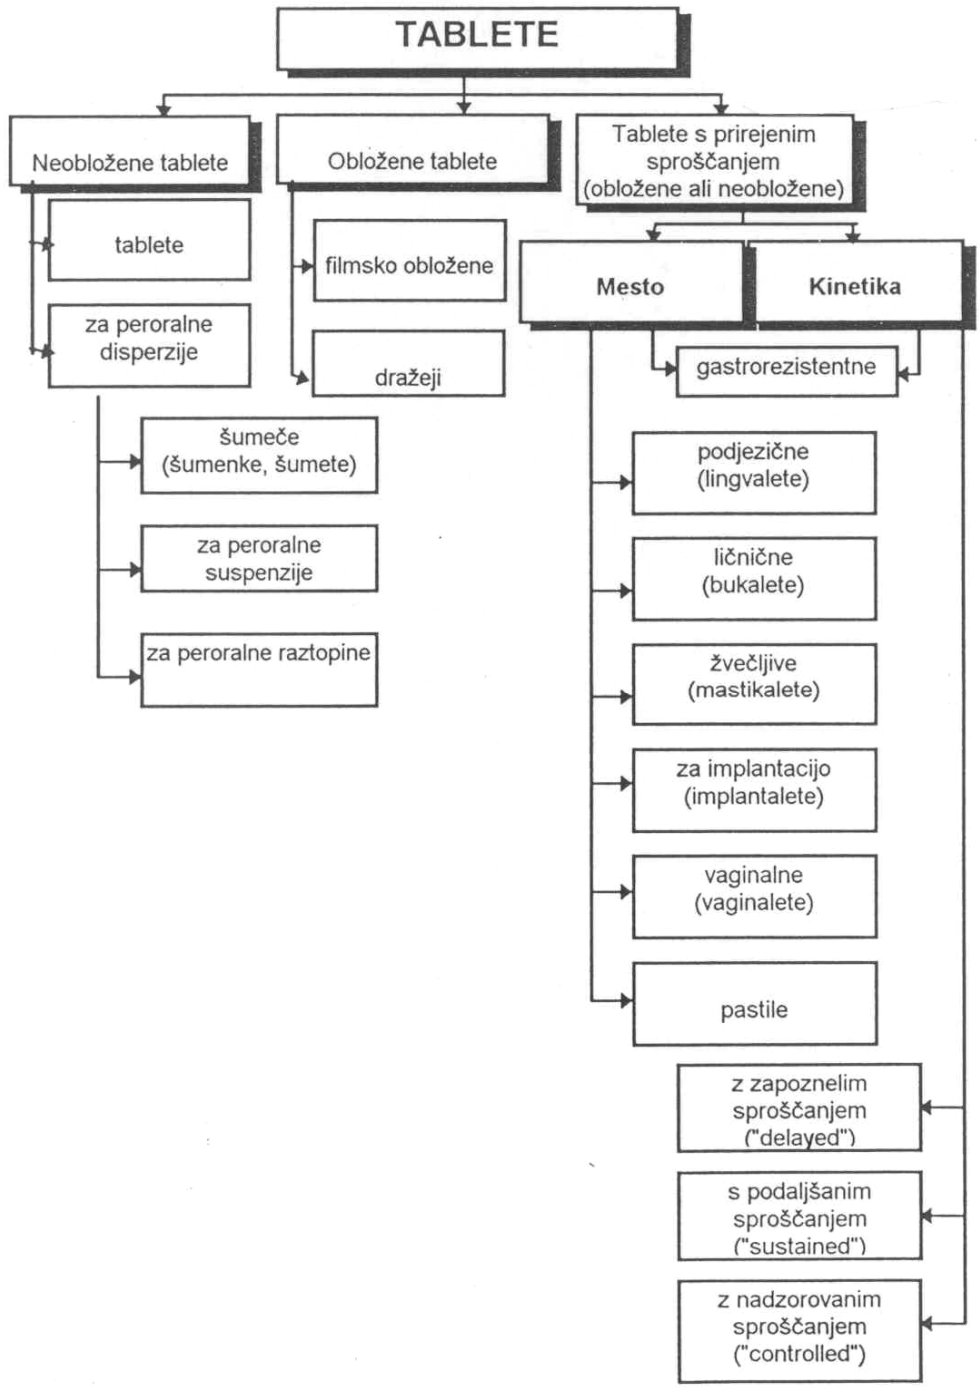 TABLETE
Neobložene tablete
Obložene tablete
Tablete s prirejenim
sproščanjem
(obložene ali neobložene)
tablete
za peroralne
disperzije
šumeče
(šumenke, šumete)
za peroralne
suspenzije
za peroralne raztopine
filmsko obložene
dražeji
Mesto
Kinetika
gastrorezistentne
podjezične
(lingvalete)
ličnične
(bukalete)
žvečljive
(mastikalete)
za implantacijo
(implantalete)
vaginalne
(vaginalete)
pastile
z zapoznelim
sproščanjem
("delayed")
s podaljšanim
sproščanjem
("sustained")
z nadzorovanim
sproščanjem
("controlled")